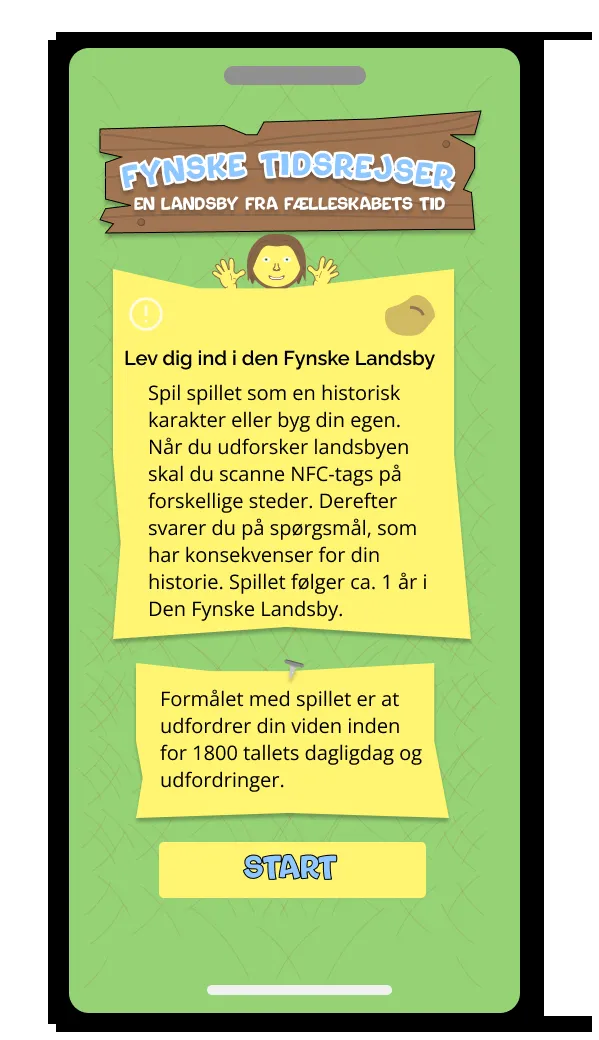 FYNSKE TIDSREJSER
EN LANDSBY FRA FÆLLESKABETS TID
Lev dig ind i den Fynske Landsby
Spil spillet som en historisk
karakter eller byg din egen.
Når du udforsker landsbyen
skal du scanne NFC-tags på
forskellige steder. Derefter
svarer du på spørgsmål, som
har konsekvenser for din
historie. Spillet følger ca. 1 år i
Den Fynske Landsby.
Formålet med spillet er at
udfordrer din viden inden
for 1800 tallets dagligdag og
udfordringer.
START